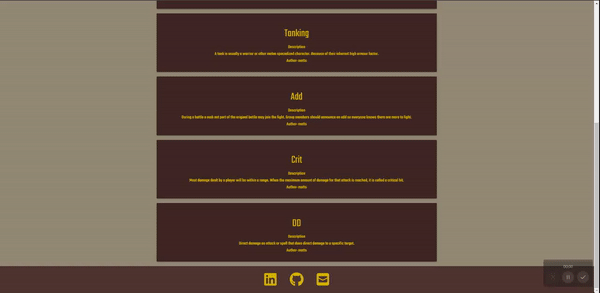 Tanking
Description
A tank is usually a warrior or other melee specialized character. Because of their inherent high armour factor.
Author: matic
Add
Description
During a battle a mob not part of the original battle may join the fight. Group members should announce an add so everyone knows there are more to fight.
Author: matic
Crit
Description
Most damage dealt by a player will be within a range. When the maximum amount of damage for that attack is reached, it is called a critical hit.
Author: matic
DD
Description
Direct damage an attack or spell that does direct damage to a specific target.
Author: matic